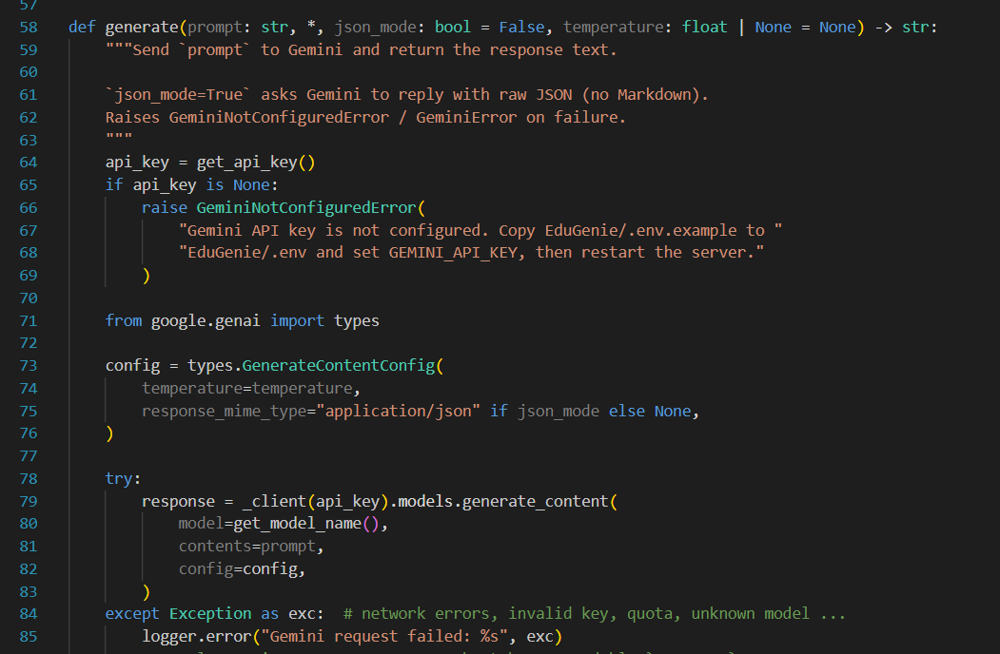 57
58 def generate(prompt: str, *, json_mode: bool = False, temperature: float | None = None) -> str:
59 """Send `prompt` to Gemini and return the response text.
60
61 `json_mode=True` asks Gemini to reply with raw JSON (no Markdown).
62 Raises GeminiNotConfiguredError / GeminiError on failure.
63 """
64 api_key = get_api_key()
65 if api_key is None:
66 raise GeminiNotConfiguredError(
67 "Gemini API key is not configured. Copy EduGenie/.env.example to "
68 "EduGenie/.env and set GEMINI_API_KEY, then restart the server."
69 )
70
71 from google.genai import types
72
73 config = types.GenerateContentConfig(
74 temperature=temperature,
75 response_mime_type="application/json" if json_mode else None,
76 )
77
78 try:
79 response = _client(api_key).models.generate_content(
80 model=get_model_name(),
81 contents=prompt,
82 config=config,
83 )
84 except Exception as exc:  # network errors, invalid key, quota, unknown model ...
85 logger.error("Gemini request failed: %s", exc)